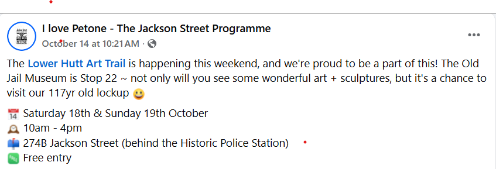 I love Petone - The Jackson Street Programme
October 14 at 10:21 AM ·
The Lower Hutt Art Trail is happening this weekend, and we're proud to be a part of this! The Old
Jail Museum is Stop 22 ~ not only will you see some wonderful art + sculptures, but it's a chance to
visit our 117yr old lockup 😃
📅 Saturday 18th & Sunday 19th October
🕰️ 10am - 4pm
📫 274B Jackson Street (behind the Historic Police Station)
💸 Free entry